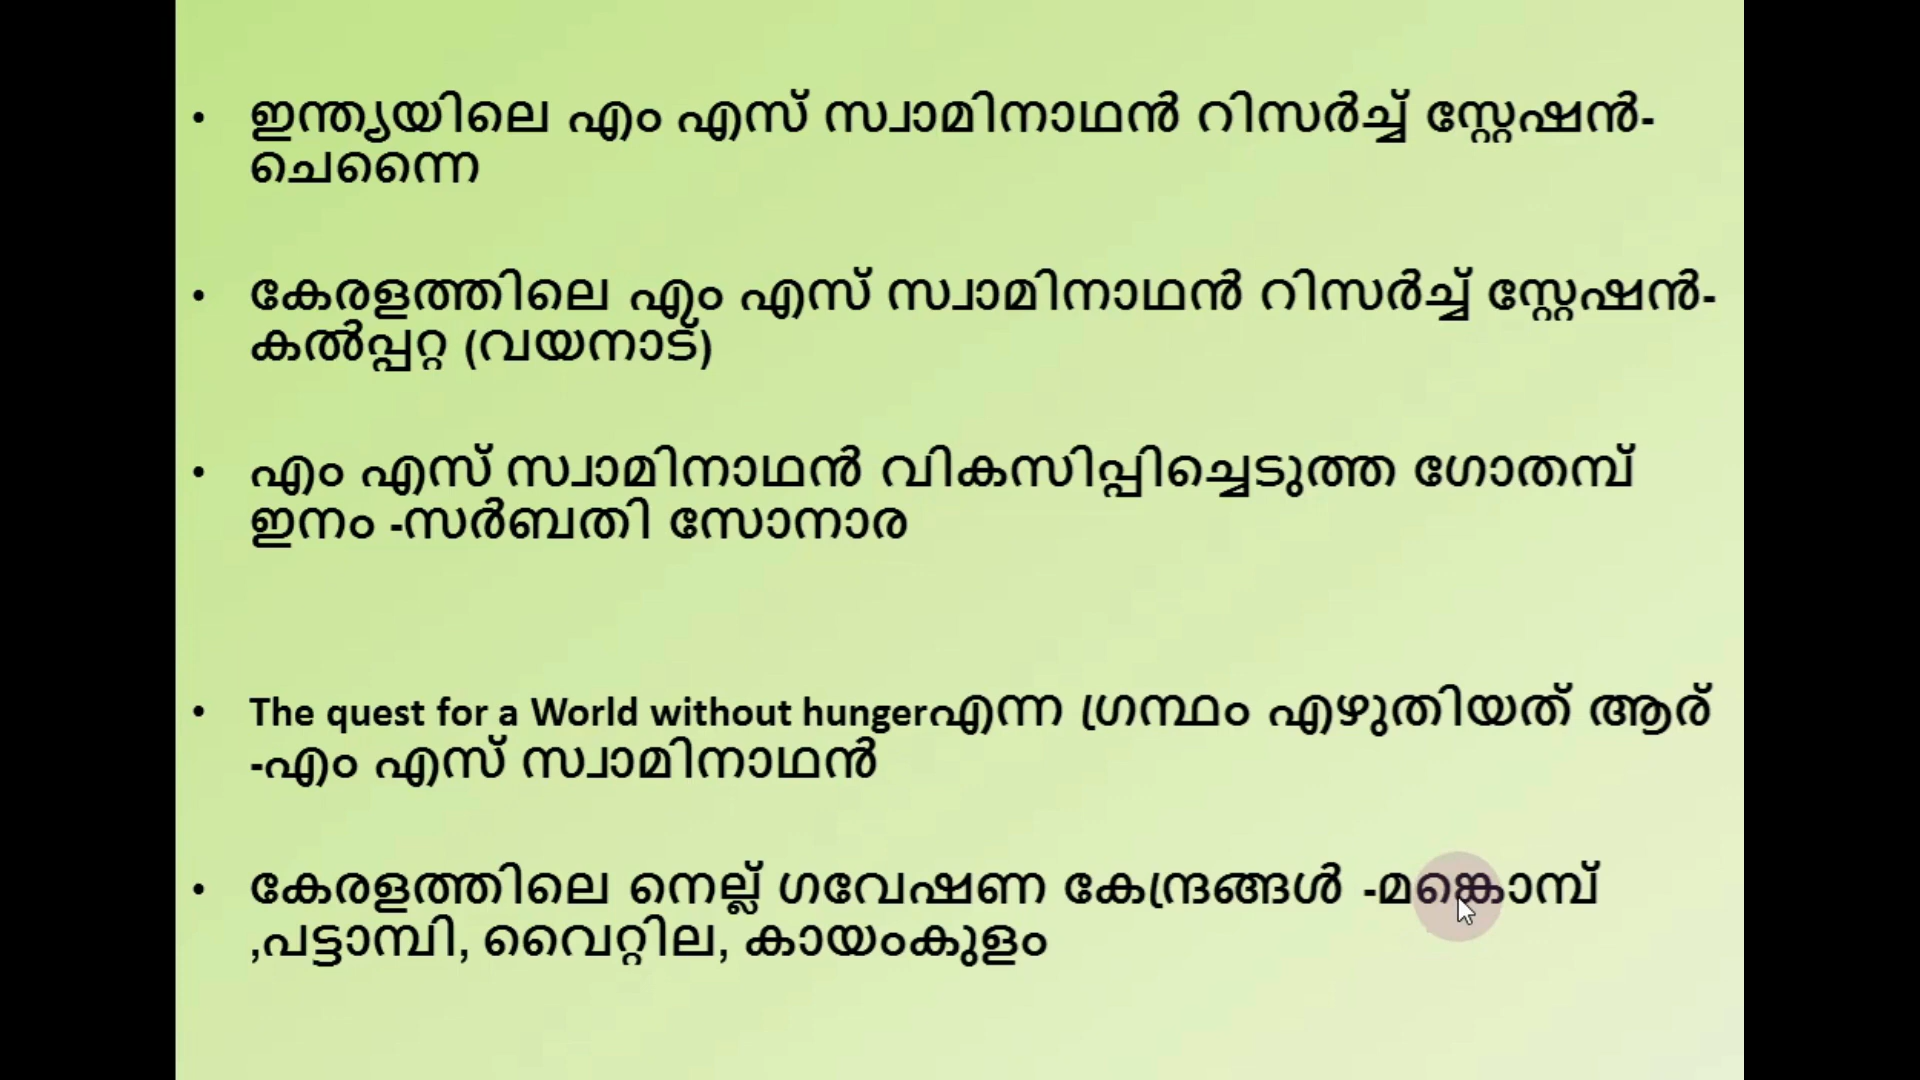 • ഇന്ത്യയിലെ എം എസ് സ്വാമിനാഥൻ റിസർച്ച് സ്റ്റേഷൻ-
ചെന്നൈ
• കേരളത്തിലെ എം എസ് സ്വാമിനാഥൻ റിസർച്ച് സ്റ്റേഷൻ-
കൽപ്പറ്റ (വയനാട്)
• എം എസ് സ്വാമിനാഥൻ വികസിപ്പിച്ചെടുത്ത ഗോതമ്പ്
ഇനം -സർബതി സോനാര
• The quest for a World without hungerഎന്ന ഗ്രന്ഥം എഴുതിയത് ആര്
-എം എസ് സ്വാമിനാഥൻ
• കേരളത്തിലെ നെല്ല് ഗവേഷണ കേന്ദ്രങ്ങൾ -മങ്കൊമ്പ്
,പട്ടാമ്പി, വൈറ്റില, കായംകുളം